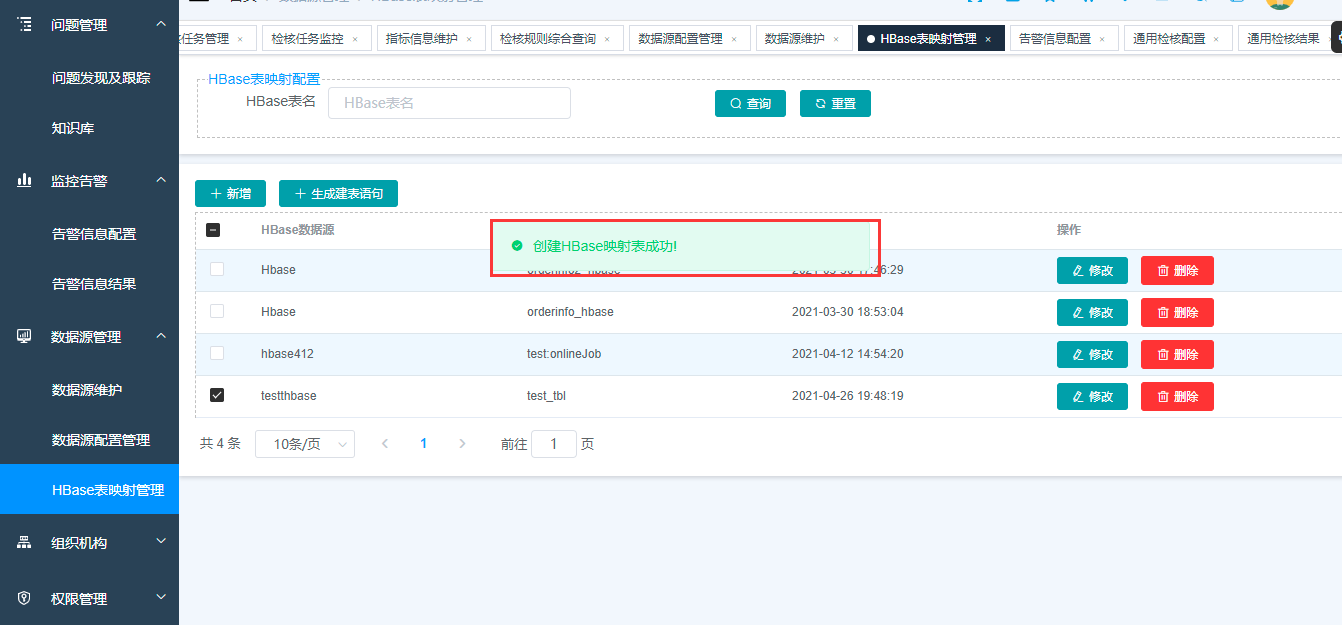 问题管理
问题发现及跟踪
知识库
监控告警
告警信息配置
告警信息结果
数据源管理
数据源维护
数据源配置管理
HBase表映射管理
组织机构
权限管理
任务管理 × 检核任务监控 × 指标信息维护 × 检核规则综合查询 × 数据源配置管理 × 数据源维护 × HBase表映射管理 × 告警信息配置 × 通用检核配置 × 通用检核结果
HBase表映射配置
HBase表名 HBase表名 查询 重置
新增 生成建表语句
HBase数据源 操作
创建HBase映射表成功!
Hbase orderinfo2_hbase 2021-03-30 17:46:29 修改 删除
Hbase orderinfo_hbase 2021-03-30 18:53:04 修改 删除
hbase412 test:onlineJob 2021-04-12 14:54:20 修改 删除
testthbase test_tbl 2021-04-26 19:48:19 修改 删除
共 4 条 10条/页 1 前往 1 页